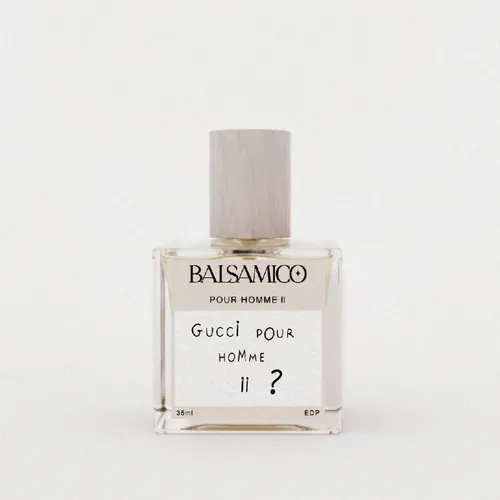 BALSAMICO
POUR HOMME II
GUCCi POUR
HOMME
ii ?
35ml EDP